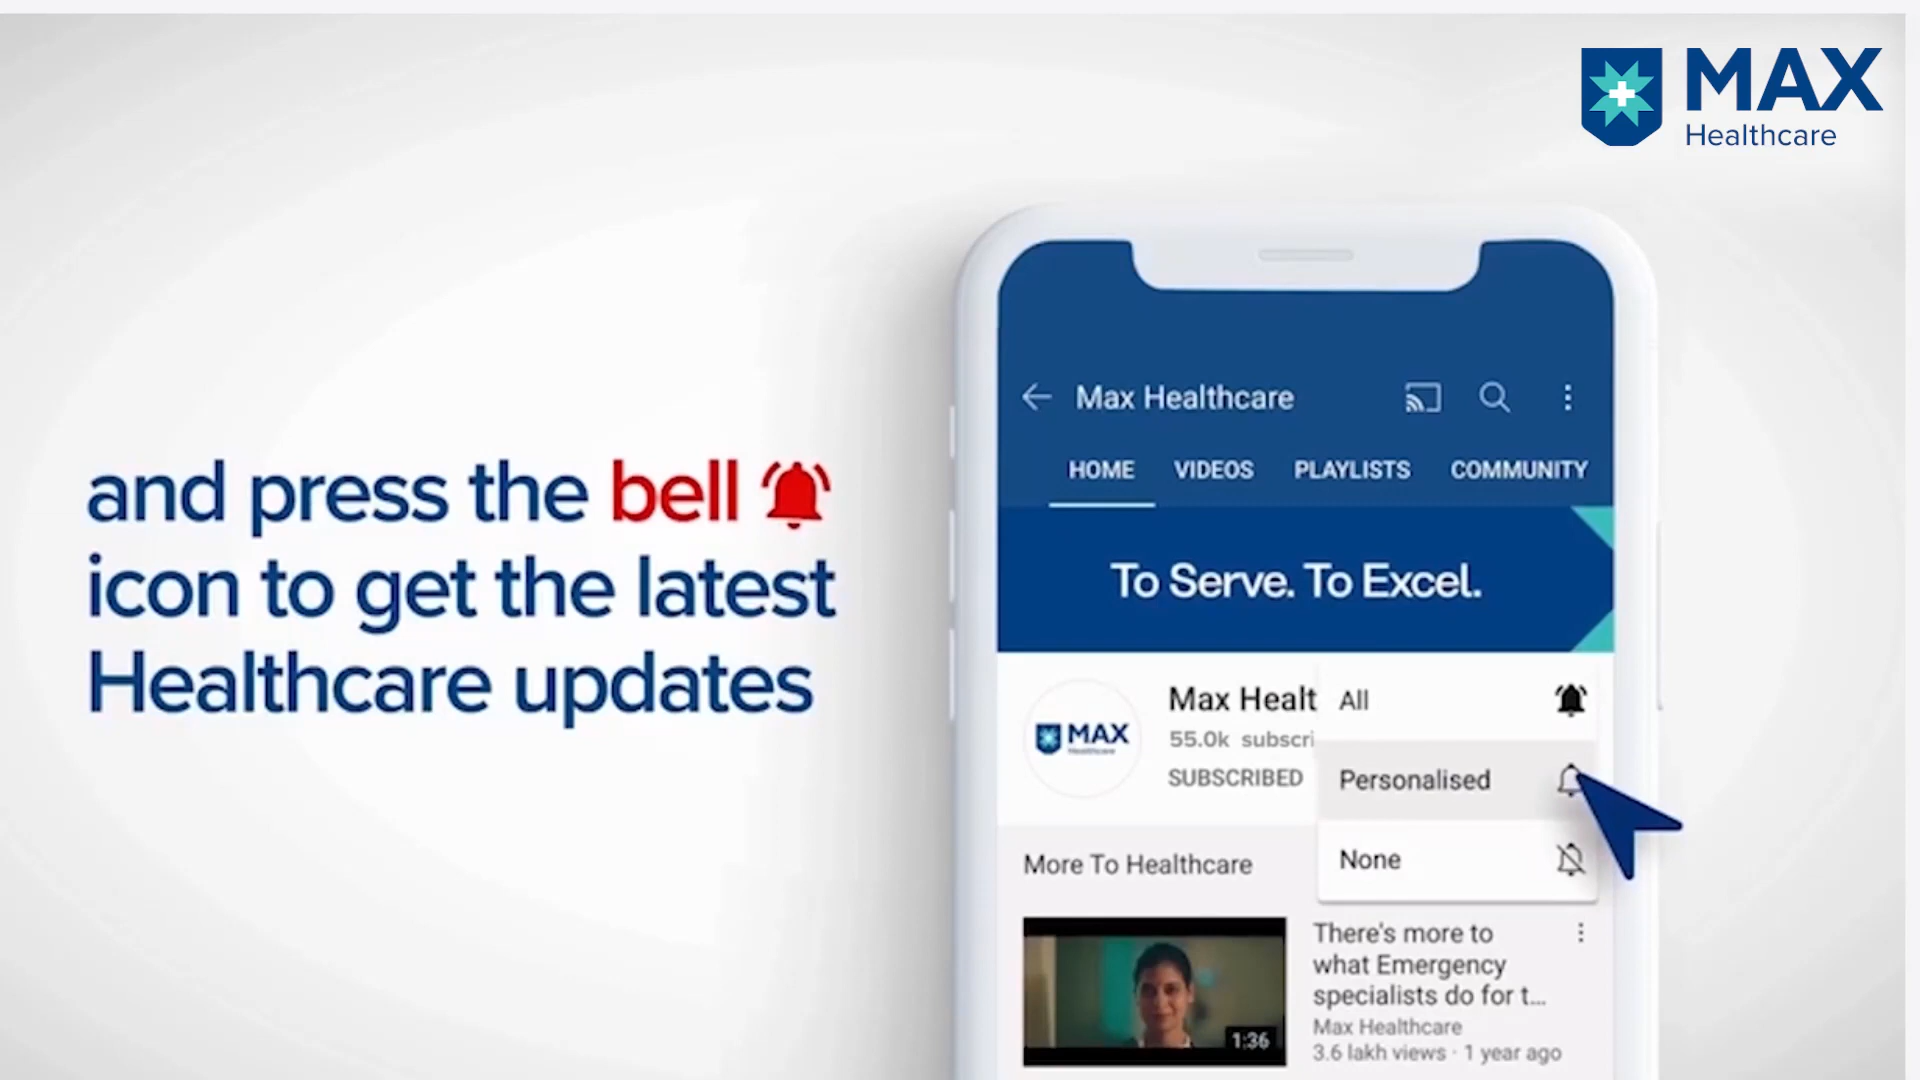 MAX
Healthcare
and press the bell
icon to get the latest
Healthcare updates
Max Healthcare
HOME VIDEOS PLAYLISTS COMMUNITY
To Serve. To Excel.
MAX
Healthcare
Max Healt
55.0k subscri
SUBSCRIBED
All
Personalised
None
More To Healthcare
1:36
There's more to
what Emergency
specialists do for t...
Max Healthcare
3.6 lakh views · 1 year ago